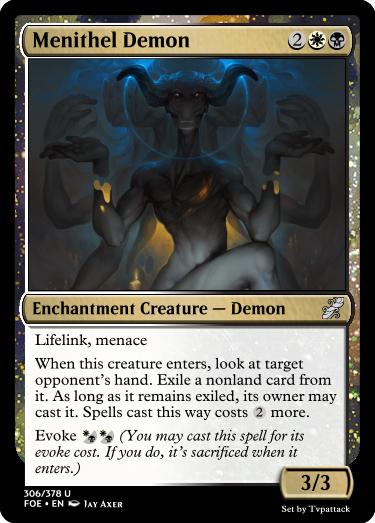 Menithel Demon 2
Enchantment Creature — Demon
Lifelink, menace
When this creature enters, look at target
opponent's hand. Exile a nonland card from
it. As long as it remains exiled, its owner may
cast it. Spells cast this way costs 2 more.
Evoke (You may cast this spell for its
evoke cost. If you do, it's sacrificed when it
enters.)
3/3
306/378 U
FOE • EN JAY AXER
Set by Tvpattack